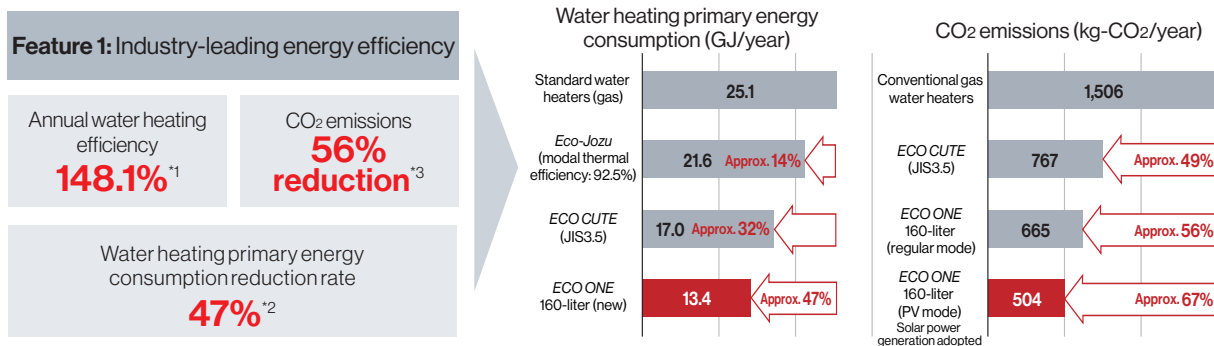 Feature 1: Industry-leading energy efficiency
Annual water heating
efficiency
148.1%*1
CO2 emissions
56%
reduction*3
Water heating primary energy
consumption reduction rate
47%*2
Water heating primary energy
consumption (GJ/year)
Standard water
heaters (gas)
25.1
Eco-Jozu
(modal thermal
efficiency: 92.5%)
21.6 Approx. 14%
ECO CUTE
(JIS3.5)
17.0 Approx. 32%
ECO ONE
160-liter (new)
13.4 Approx. 47%
CO2 emissions (kg-CO2/year)
Conventional gas
water heaters
1,506
ECO CUTE
(JIS3.5)
767 Approx. 49%
ECO ONE
160-liter
(regular mode)
665 Approx. 56%
ECO ONE
160-liter
(PV mode)
Solar power
generation adopted
504 Approx. 67%